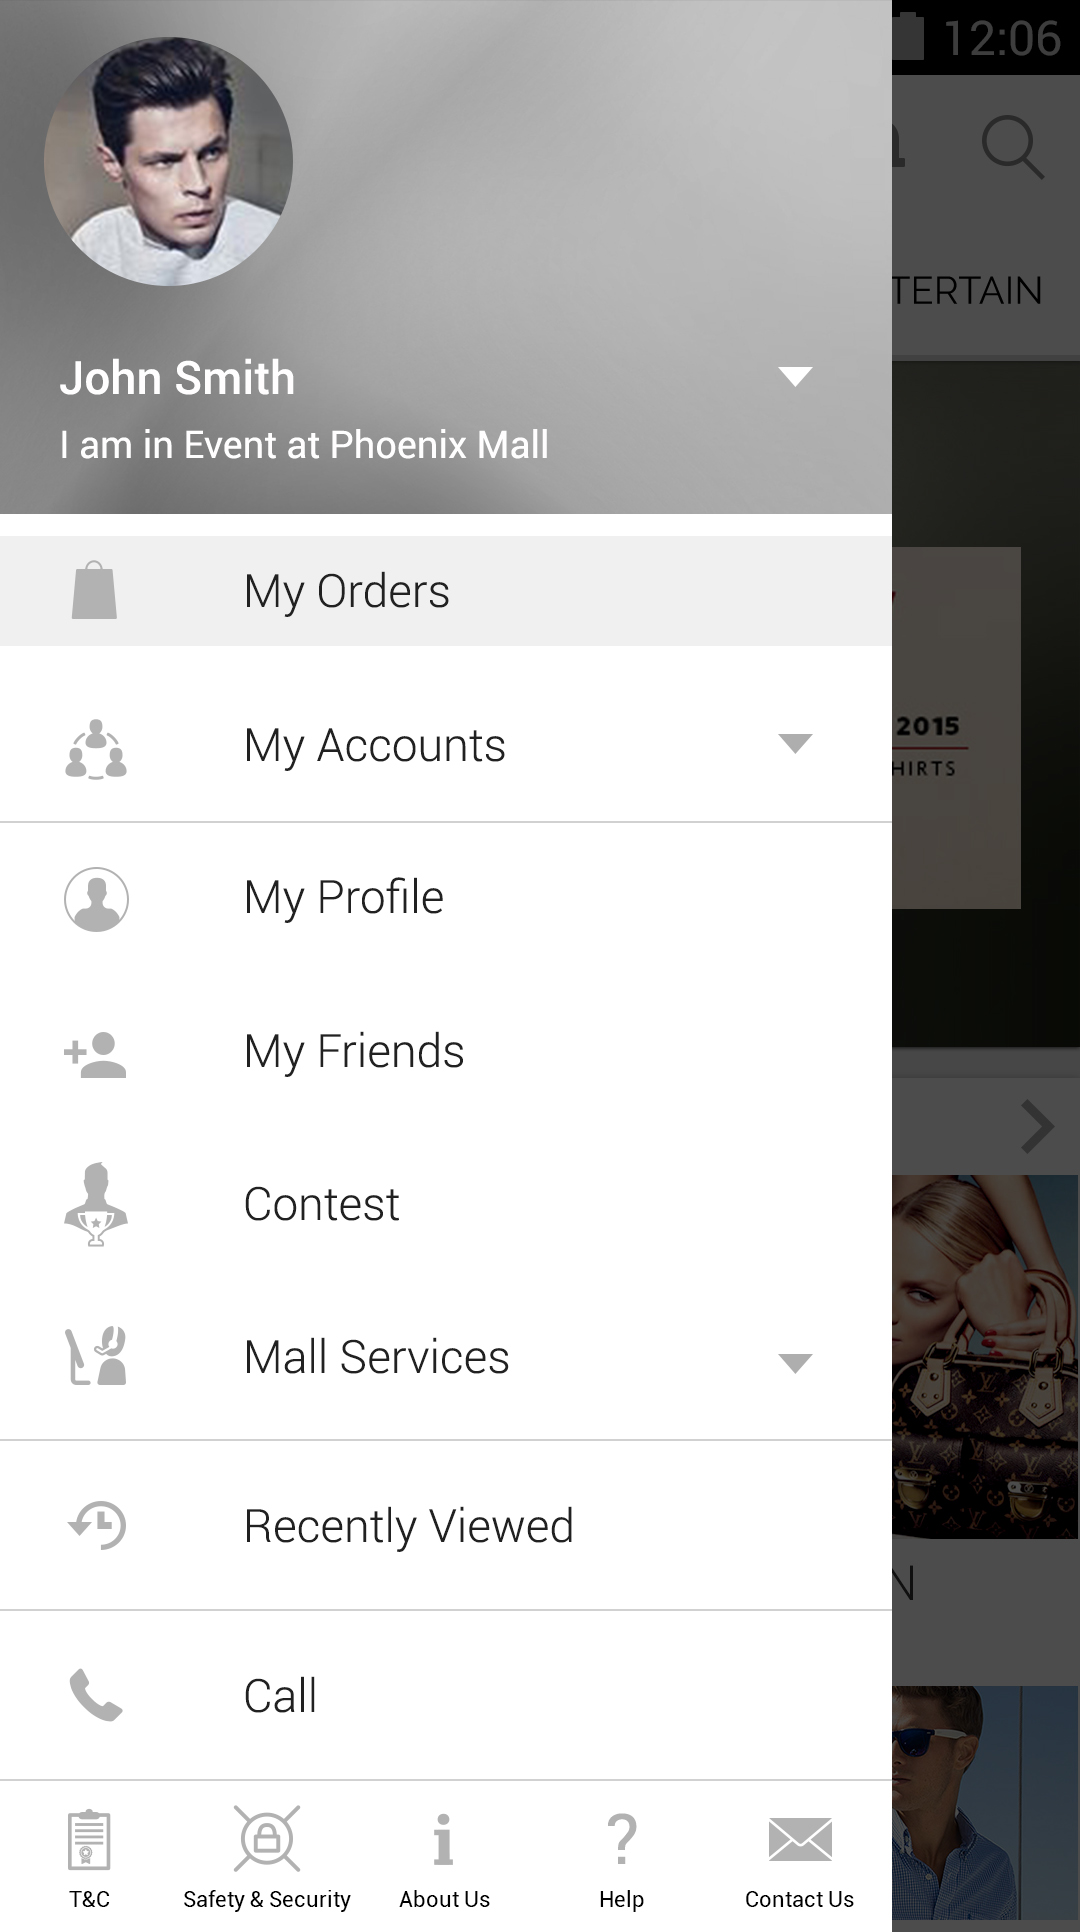 12:06
TERTAIN
John Smith
I am in Event at Phoenix Mall
My Orders
2015
My Accounts
HIRTS
My Profile
My Friends
Contest
Mall Services
Recently Viewed
N
Call
T&C
Safety & Security
About Us
Help
Contact Us